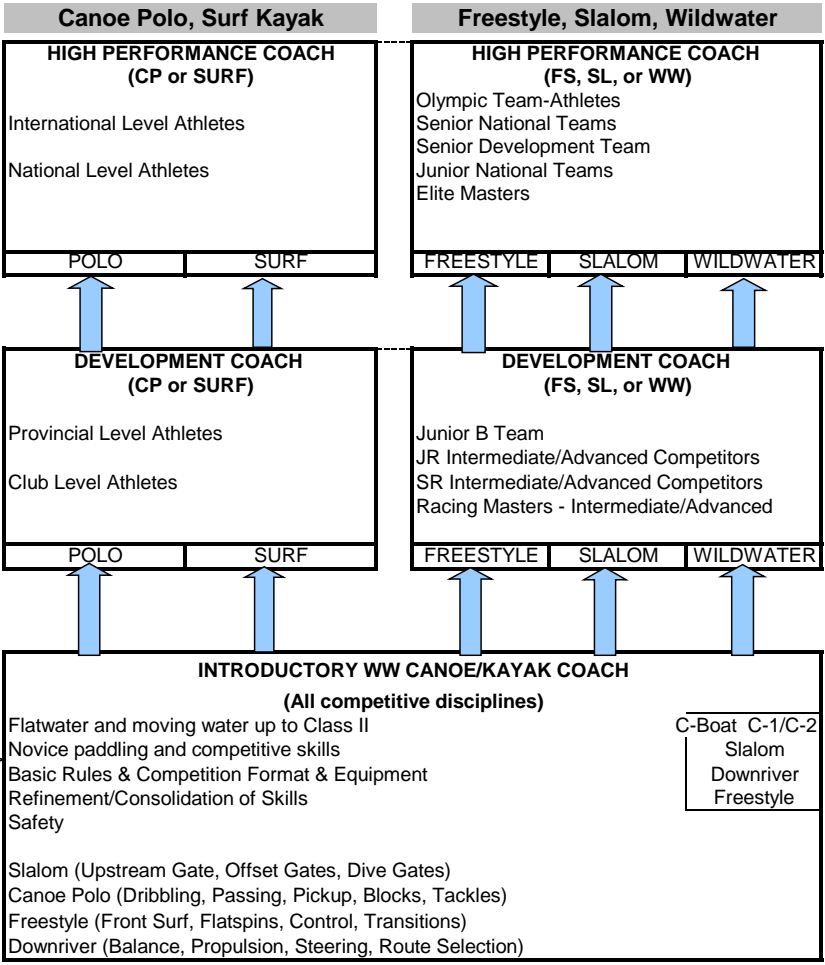 Canoe Polo, Surf Kayak
Freestyle, Slalom, Wildwater
HIGH PERFORMANCE COACH
(CP or SURF)
International Level Athletes
National Level Athletes
POLO
SURF
HIGH PERFORMANCE COACH
(FS, SL, or WW)
Olympic Team-Athletes
Senior National Teams
Senior Development Team
Junior National Teams
Elite Masters
FREESTYLE
SLALOM
WILDWATER
DEVELOPMENT COACH
(CP or SURF)
Provincial Level Athletes
Club Level Athletes
POLO
SURF
DEVELOPMENT COACH
(FS, SL, or WW)
Junior B Team
JR Intermediate/Advanced Competitors
SR Intermediate/Advanced Competitors
Racing Masters - Intermediate/Advanced
FREESTYLE
SLALOM
WILDWATER
INTRODUCTORY WW CANOE/KAYAK COACH
(All competitive disciplines)
Flatwater and moving water up to Class II
Novice paddling and competitive skills
Basic Rules & Competition Format & Equipment
Refinement/Consolidation of Skills
Safety
C-Boat C-1/C-2
Slalom
Downriver
Freestyle
Slalom (Upstream Gate, Offset Gates, Dive Gates)
Canoe Polo (Dribbling, Passing, Pickup, Blocks, Tackles)
Freestyle (Front Surf, Flatspins, Control, Transitions)
Downriver (Balance, Propulsion, Steering, Route Selection)